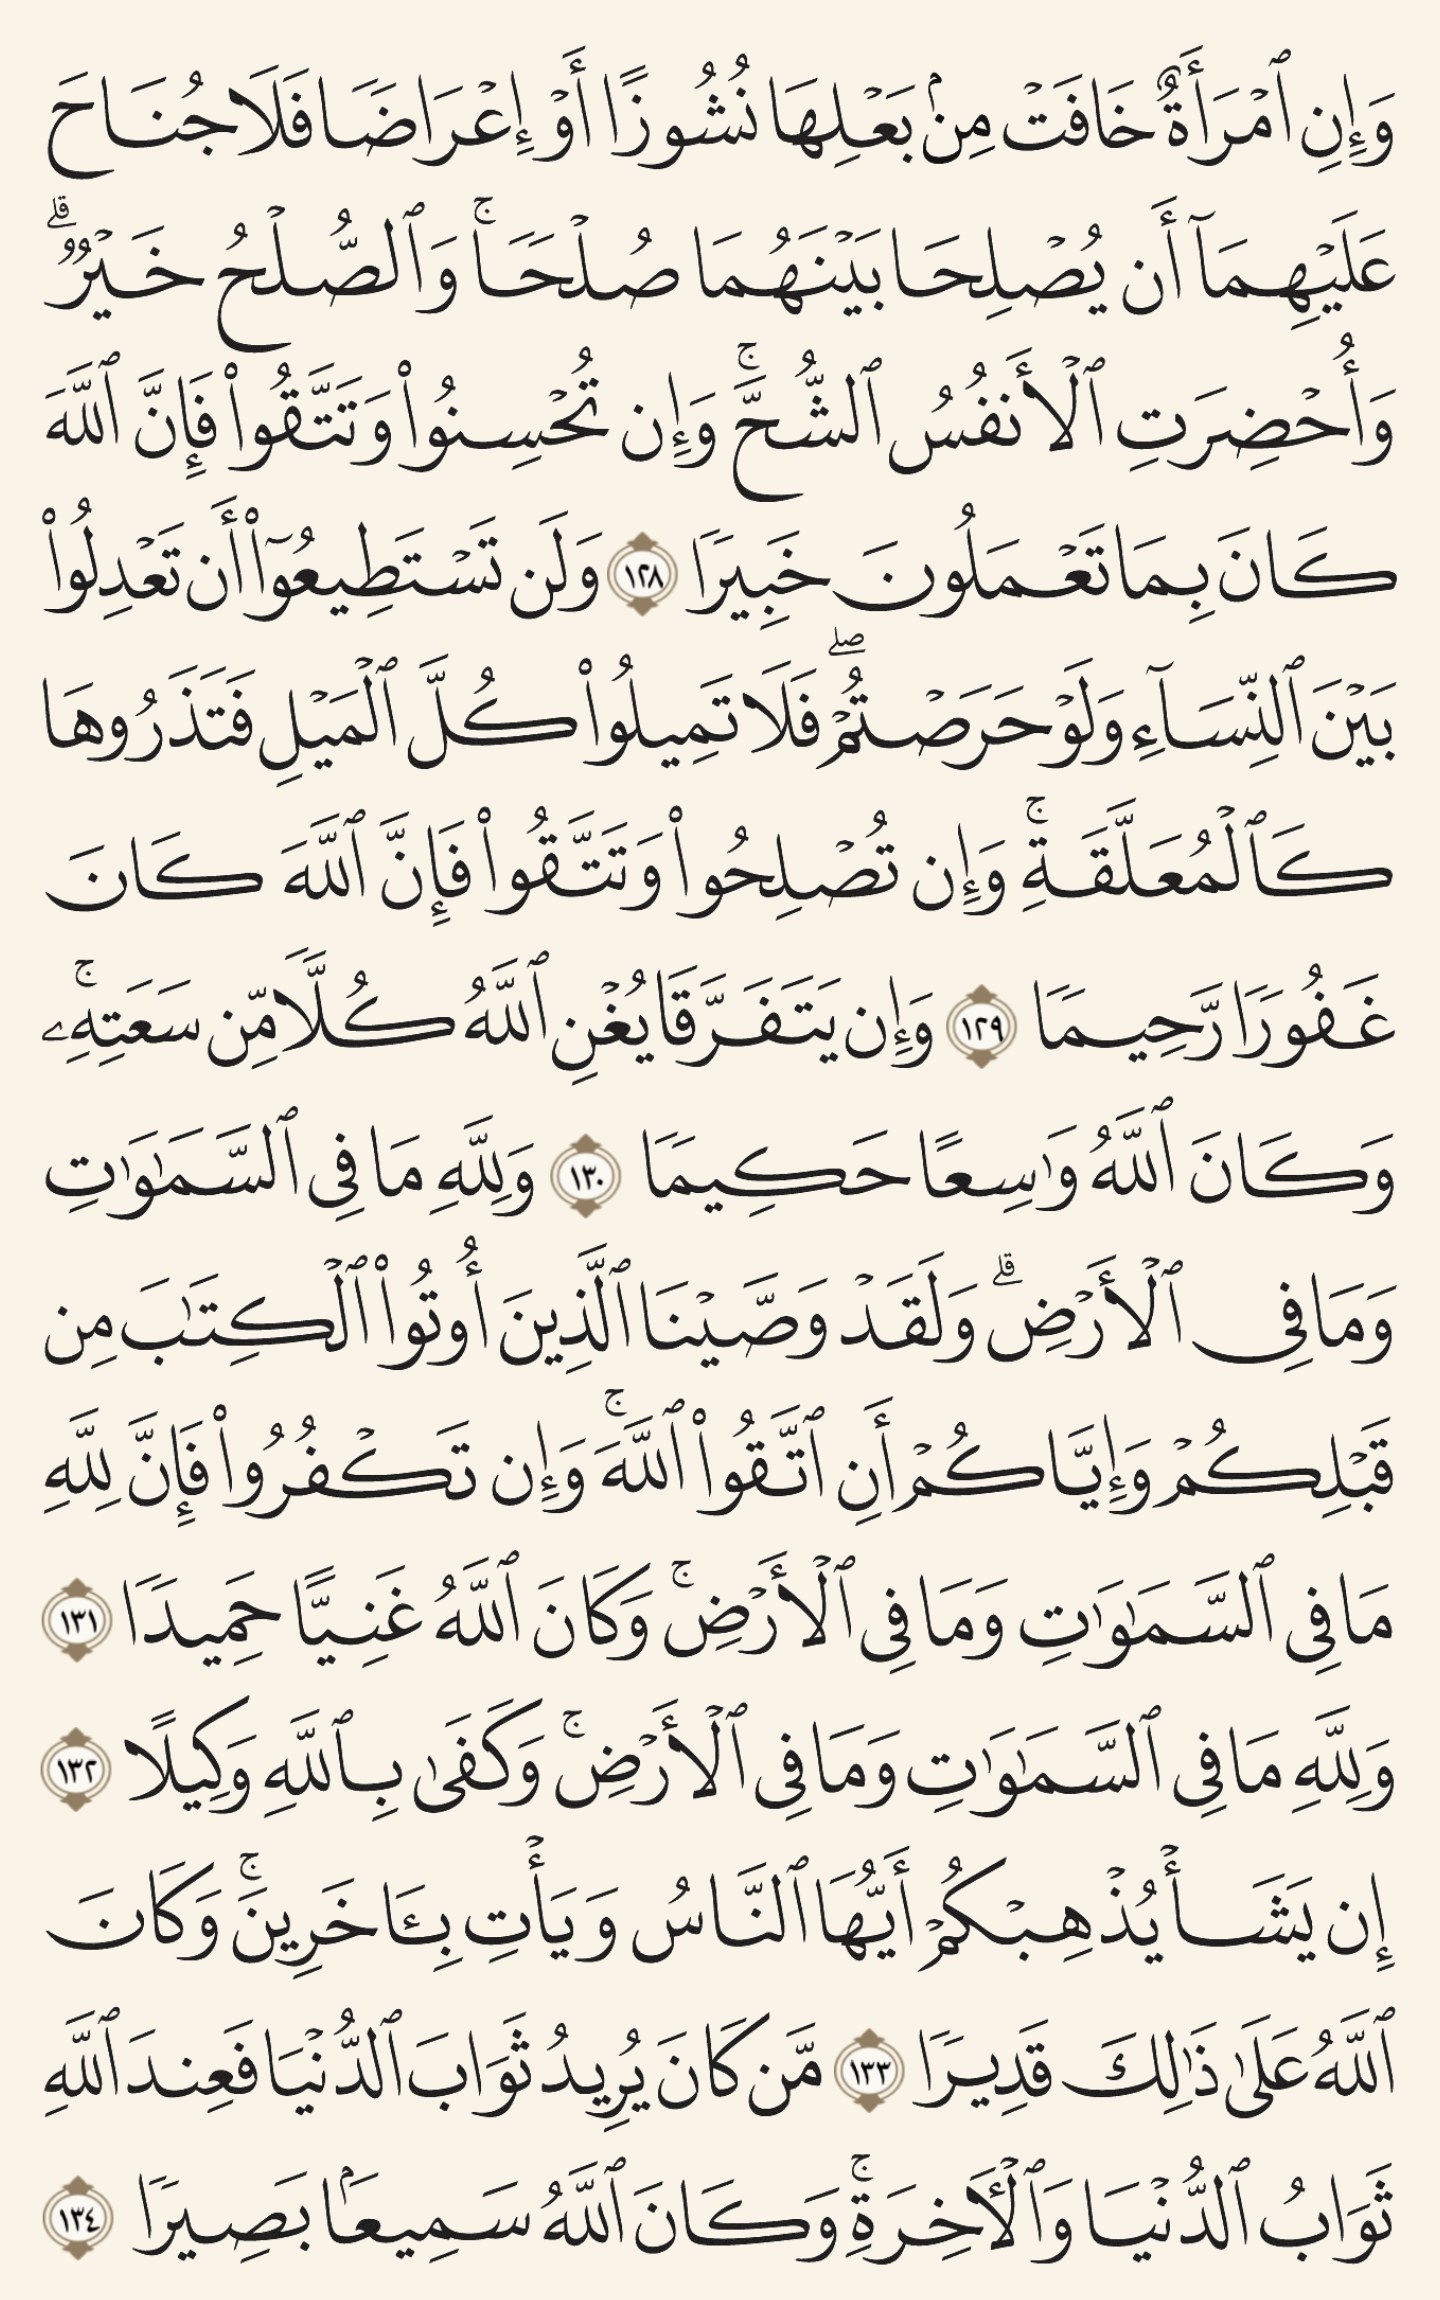 وَإِنِ ٱمۡرَأَةٌ خَافَتۡ مِنۢ بَعۡلِهَا نُشُوزًا أَوۡ إِعۡرَاضٗا فَلَا جُنَاحَ
عَلَيۡهِمَآ أَن يُصۡلِحَا بَيۡنَهُمَا صُلۡحٗاۚ وَٱلصُّلۡحُ خَيۡرٞۗ
وَأُحۡضِرَتِ ٱلۡأَنفُسُ ٱلشُّحَّۚ وَإِن تُحۡسِنُواْ وَتَتَّقُواْ فَإِنَّ ٱللَّهَ
كَانَ بِمَا تَعۡمَلُونَ خَبِيرٗا ١٢٨ وَلَن تَسۡتَطِيعُوٓاْ أَن تَعۡدِلُواْ
بَيۡنَ ٱلنِّسَآءِ وَلَوۡ حَرَصۡتُمۡۖ فَلَا تَمِيلُواْ كُلَّ ٱلۡمَيۡلِ فَتَذَرُوهَا
كَٱلۡمُعَلَّقَةِۚ وَإِن تُصۡلِحُواْ وَتَتَّقُواْ فَإِنَّ ٱللَّهَ كَانَ
غَفُورٗا رَّحِيمٗا ١٢٩ وَإِن يَتَفَرَّقَا يُغۡنِ ٱللَّهُ كُلّٗا مِّن سَعَتِهِۦۚ
وَكَانَ ٱللَّهُ وَٰسِعًا حَكِيمٗا ١٣٠ وَلِلَّهِ مَا فِي ٱلسَّمَٰوَٰتِ
وَمَا فِي ٱلۡأَرۡضِۗ وَلَقَدۡ وَصَّيۡنَا ٱلَّذِينَ أُوتُواْ ٱلۡكِتَٰبَ مِن
قَبۡلِكُمۡ وَإِيَّاكُمۡ أَنِ ٱتَّقُواْ ٱللَّهَۚ وَإِن تَكۡفُرُواْ فَإِنَّ لِلَّهِ
مَا فِي ٱلسَّمَٰوَٰتِ وَمَا فِي ٱلۡأَرۡضِۚ وَكَانَ ٱللَّهُ غَنِيًّا حَمِيدٗا ١٣١
وَلِلَّهِ مَا فِي ٱلسَّمَٰوَٰتِ وَمَا فِي ٱلۡأَرۡضِۚ وَكَفَىٰ بِٱللَّهِ وَكِيلًا ١٣٢
إِن يَشَأۡ يُذۡهِبۡكُمۡ أَيُّهَا ٱلنَّاسُ وَيَأۡتِ بِـَٔاخَرِينَۚ وَكَانَ
ٱللَّهُ عَلَىٰ ذَٰلِكَ قَدِيرٗا ١٣٣ مَّن كَانَ يُرِيدُ ثَوَابَ ٱلدُّنۡيَا فَعِندَ ٱللَّهِ
ثَوَابُ ٱلدُّنۡيَا وَٱلۡأٓخِرَةِۚ وَكَانَ ٱللَّهُ سَمِيعَۢا بَصِيرٗا ١٣٤